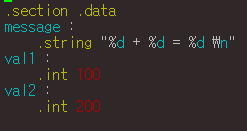 .section .data
message :
.string "%d + %d = %d ₩n"
val1 :
.int 100
val2 :
.int 200